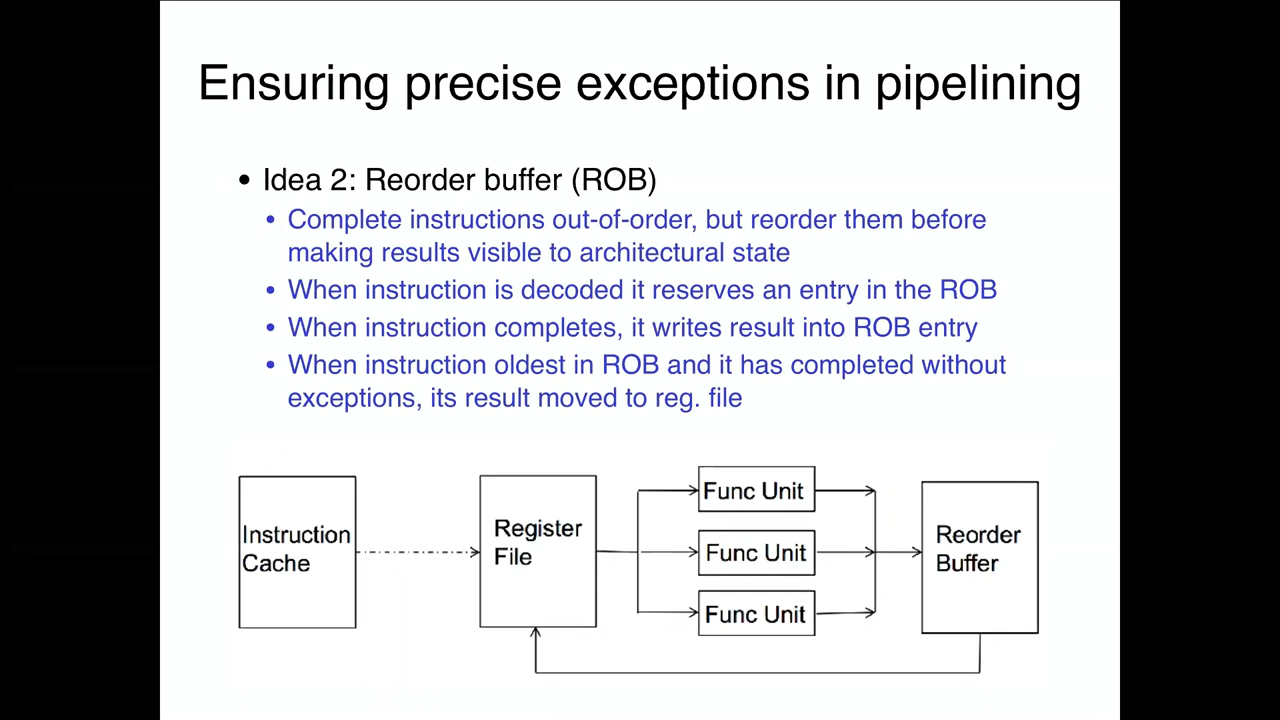 Ensuring precise exceptions in pipelining
• Idea 2: Reorder buffer (ROB)
• Complete instructions out-of-order, but reorder them before
making results visible to architectural state
• When instruction is decoded it reserves an entry in the ROB
• When instruction completes, it writes result into ROB entry
• When instruction oldest in ROB and it has completed without
exceptions, its result moved to reg. file
Instruction
Cache
Register
File
Func Unit
Func Unit
Func Unit
Reorder
Buffer